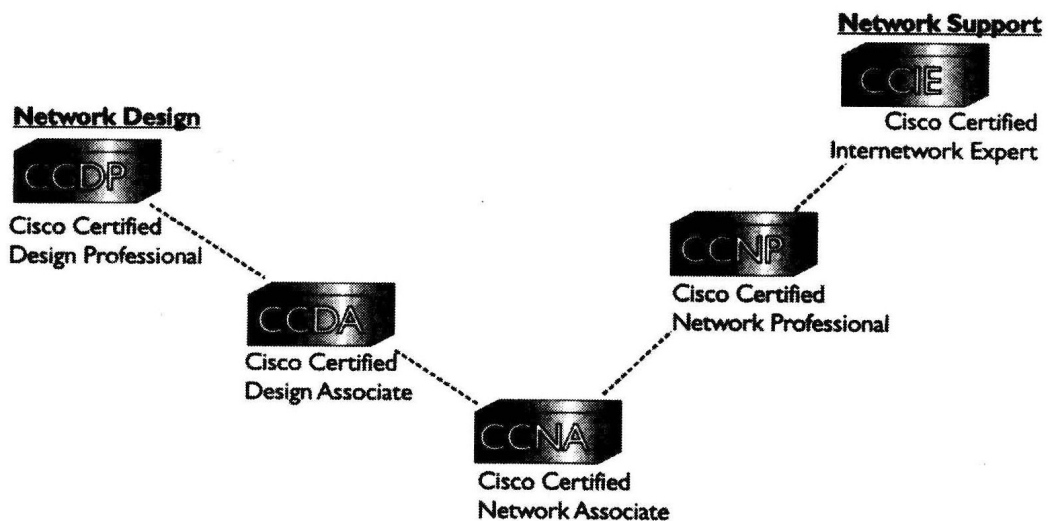 Network Support
CCIE
Cisco Certified
Internetwork Expert
Network Design
CCDP
Cisco Certified
Design Professional
CCNP
Cisco Certified
Network Professional
CCDA
Cisco Certified
Design Associate
CCNA
Cisco Certified
Network Associate